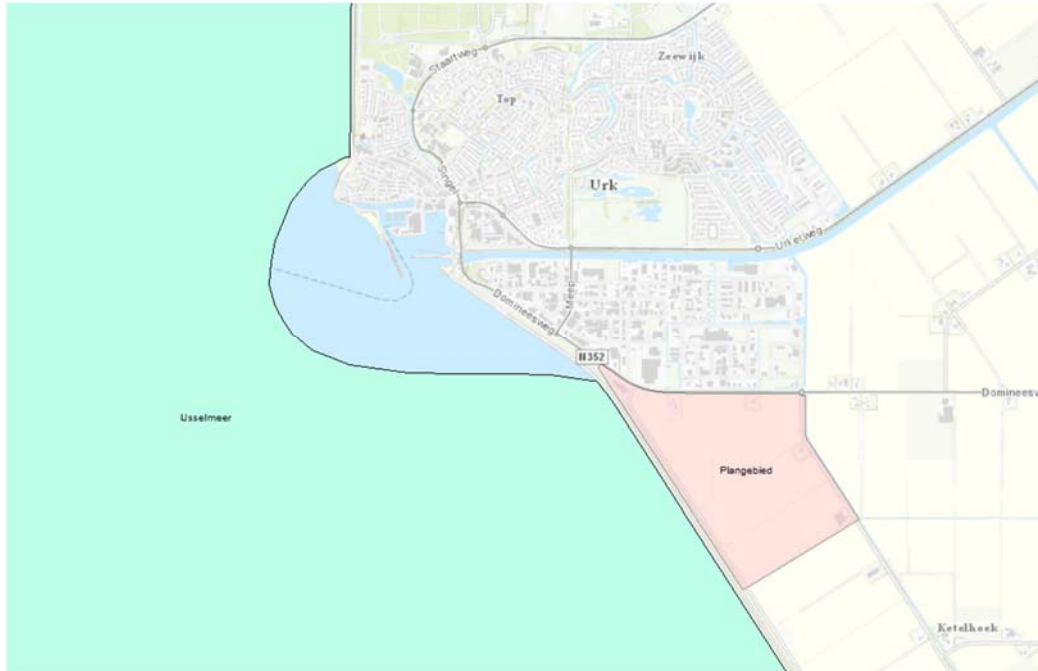 Staartweg
Zeewijk
Top
Singel
Urk
Urkerweg
Domineesweg
Meep
N352
Domineesw
IJsselmeer
Plangebied
Ketelhoek